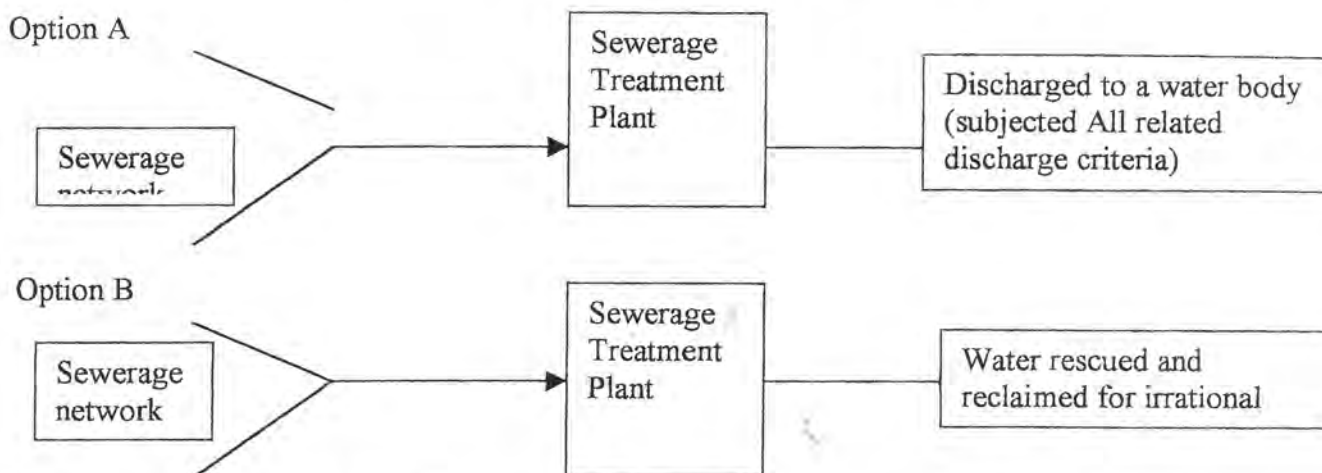 Option A
Sewerage
Treatment
Plant
Discharged to a water body
(subjected All related
discharge criteria)
Sewerage
network
Option B
Sewerage
Treatment
Plant
Water rescued and
reclaimed for irrational
Sewerage
network